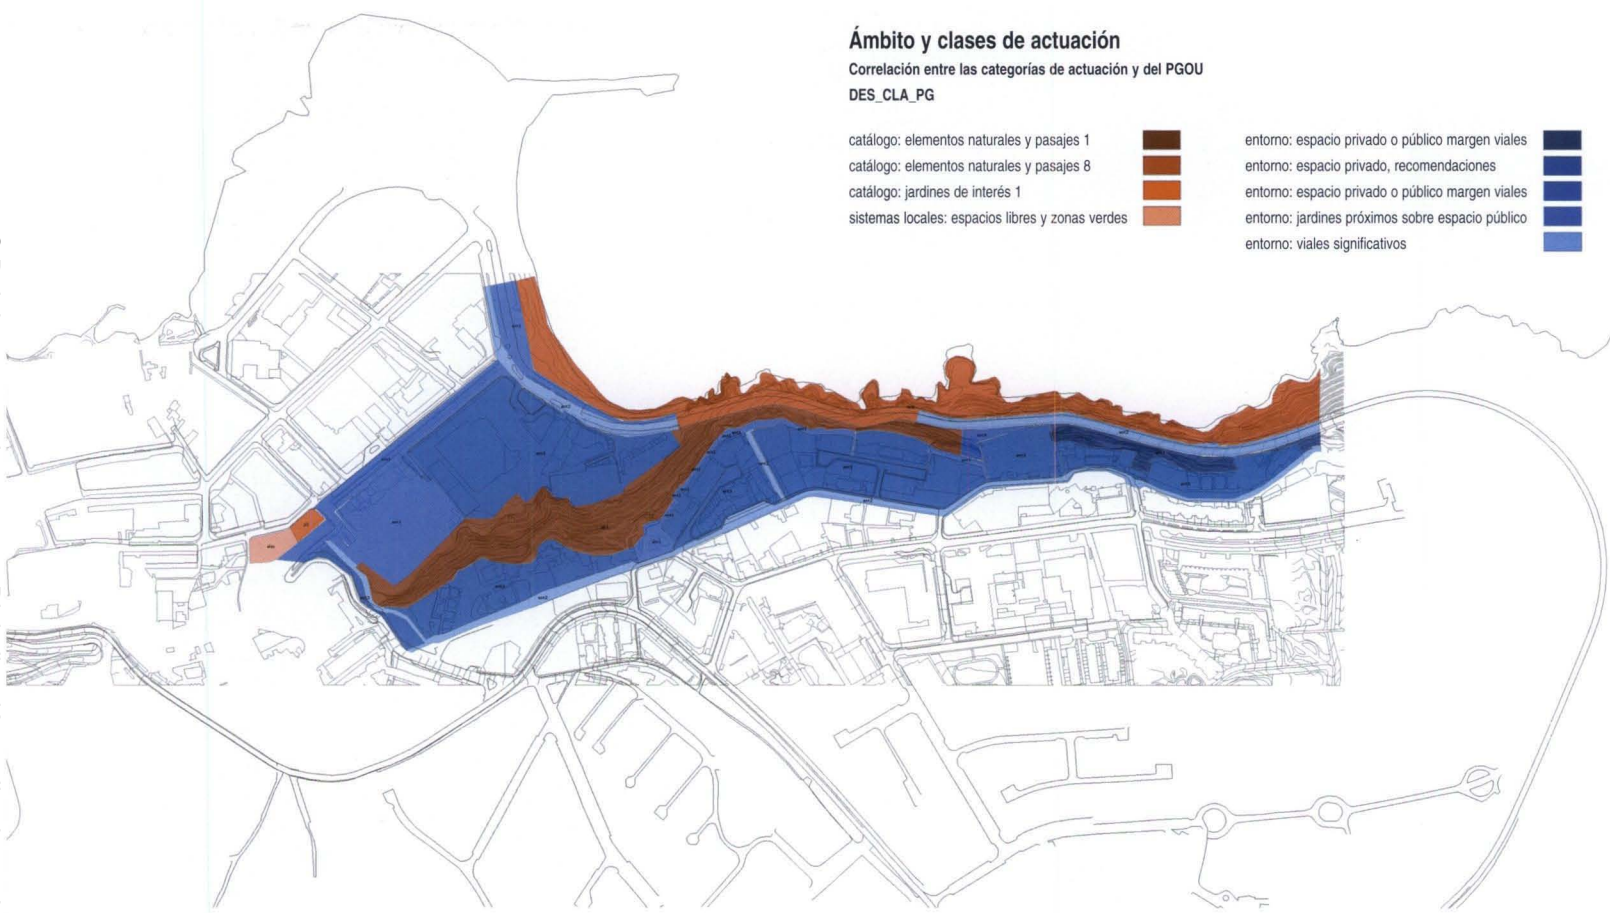 Ámbito y clases de actuación
Correlación entre las categorías de actuación y del PGOU
DES_CLA_PG
catálogo: elementos naturales y pasajes 1
catálogo: elementos naturales y pasajes 8
catálogo: jardines de interés 1
sistemas locales: espacios libres y zonas verdes
entorno: espacio privado o público margen viales
entorno: espacio privado, recomendaciones
entorno: espacio privado o público margen viales
entorno: jardines próximos sobre espacio público
entorno: viales significativos